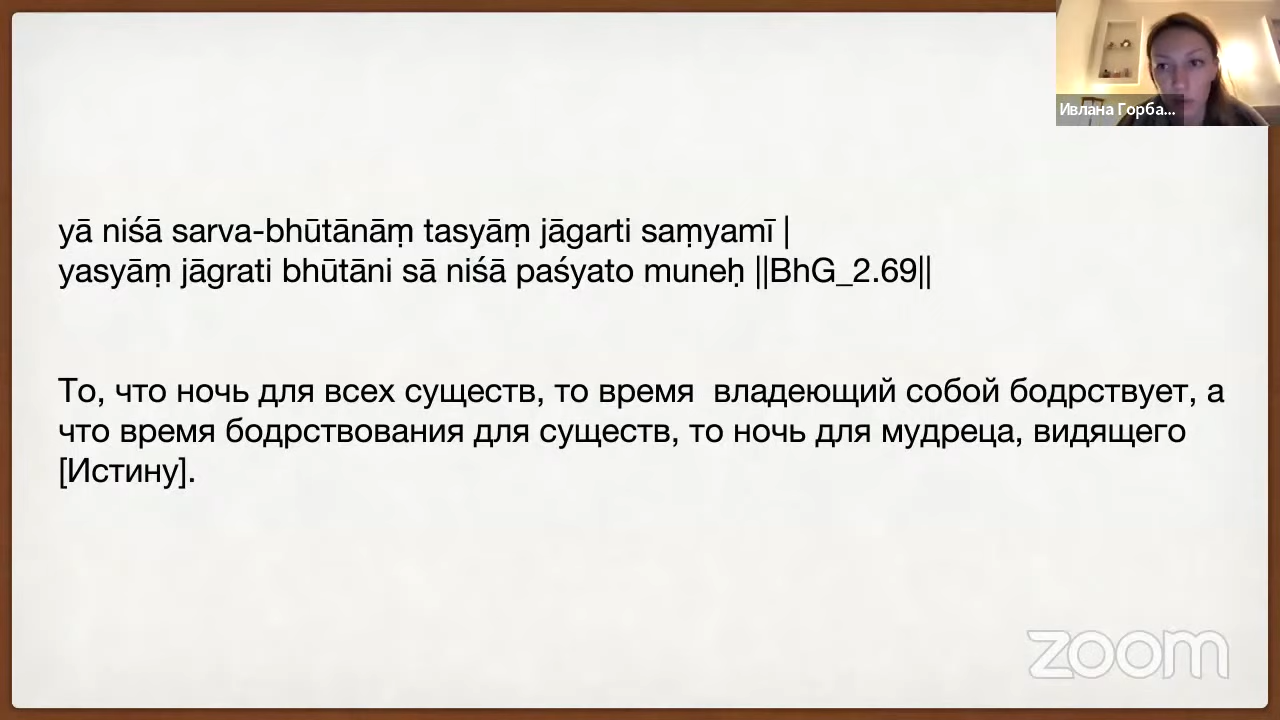 Ивлана Горба...
yā niśā sarva-bhūtānāṃ tasyāṃ jāgarti saṃyamī |
yasyāṃ jāgrati bhūtāni sā niśā paśyato muneḥ ||BhG_2.69||
То, что ночь для всех существ, то время  владеющий собой бодрствует, а
что время бодрствования для существ, то ночь для мудреца, видящего
[Истину].
zoom